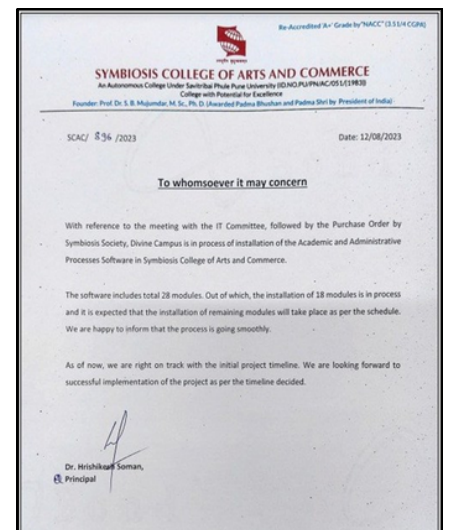 Re-Accredited 'A+' Grade by "NACC" (3.51/4 CGPA)
SYMBIOSIS COLLEGE OF ARTS AND COMMERCE
An Autonomous College Under Savitribai Phule Pune University (ID.NO.PU/PN/AC/051/(1983))
College with Potential for Excellence
Founder: Prof. Dr. S. B. Mujumdar, M. Sc., Ph. D. (Awarded Padma Bhushan and Padma Shri by President of India)
SCAC/ 896 /2023
Date: 12/08/2023
To whomsoever it may concern
With reference to the meeting with the IT Committee, followed by the Purchase Order by
Symbiosis Society, Divine Campus is in process of installation of the Academic and Administrative
Processes Software in Symbiosis College of Arts and Commerce.
The software includes total 28 modules. Out of which, the installation of 18 modules is in process
and it is expected that the installation of remaining modules will take place as per the schedule.
We are happy to inform that the process is going smoothly.
As of now, we are right on track with the initial project timeline. We are looking forward to
successful implementation of the project as per the timeline decided.
Dr. Hrishikesh Soman,
Principal